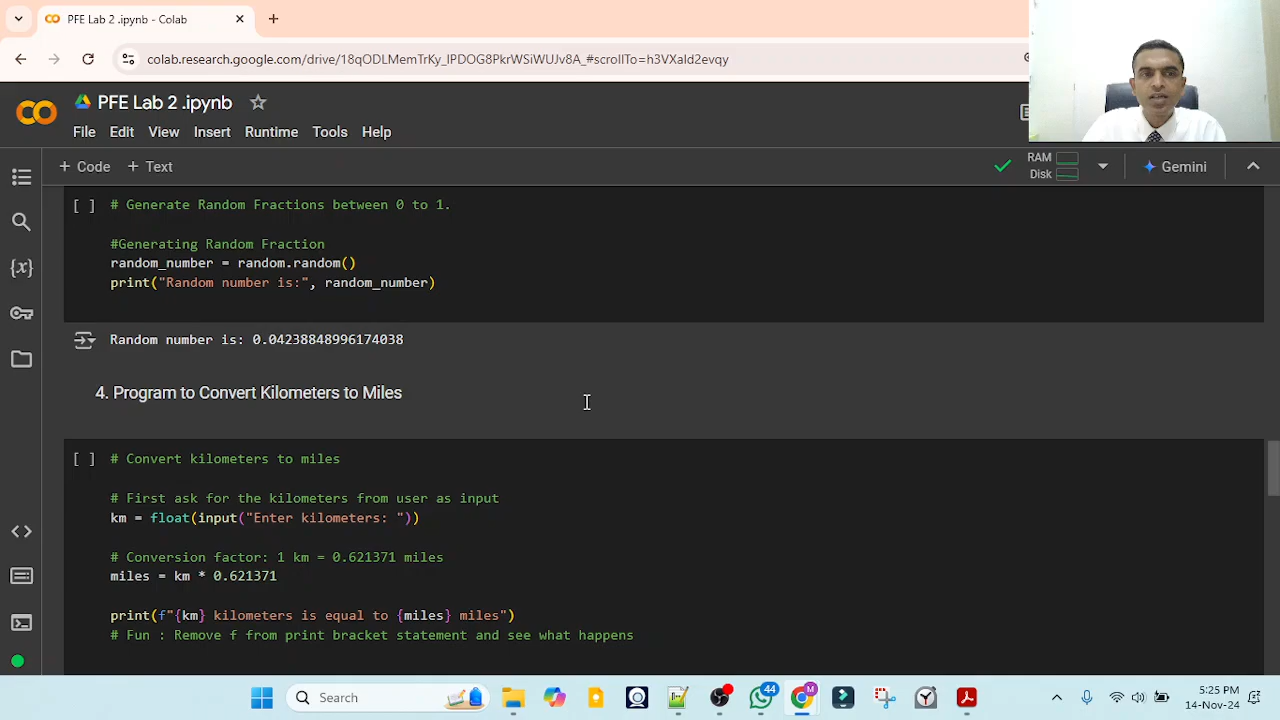 PFE Lab 2 .ipynb - Colab
colab.research.google.com/drive/18qODLMemTrKy_IPDOG8PkrWSiWUJv8A_#scrollTo=h3VXaId2evqy
PFE Lab 2 .ipynb
File Edit View Insert Runtime Tools Help
+ Code + Text
RAM
Disk
Gemini
[ ] # Generate Random Fractions between 0 to 1.
#Generating Random Fraction
random_number = random.random()
print("Random number is:", random_number)
Random number is: 0.04238848996174038
4. Program to Convert Kilometers to Miles
[ ] # Convert kilometers to miles
# First ask for the kilometers from user as input
km = float(input("Enter kilometers: "))
# Conversion factor: 1 km = 0.621371 miles
miles = km * 0.621371
print(f"{km} kilometers is equal to {miles} miles")
# Fun : Remove f from print bracket statement and see what happens
Search
44
M
5:25 PM
14-Nov-24